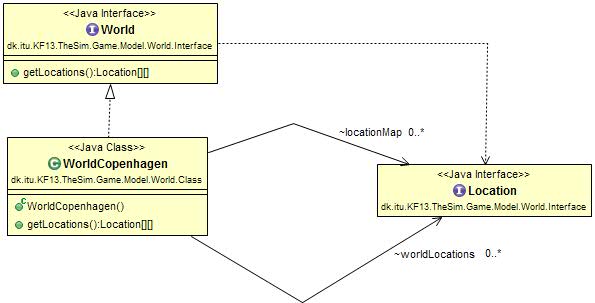 <<Java Interface>>
I World
dk.itu.KF13.TheSim.Game.Model.World.Interface
getLocations():Location[][]
<<Java Class>>
C WorldCopenhagen
dk.itu.KF13.TheSim.Game.Model.World.Class
C WorldCopenhagen()
getLocations():Location[][]
~locationMap 0..*
<<Java Interface>>
I Location
dk.itu.KF13.TheSim.Game.Model.World.Interface
~worldLocations 0..*